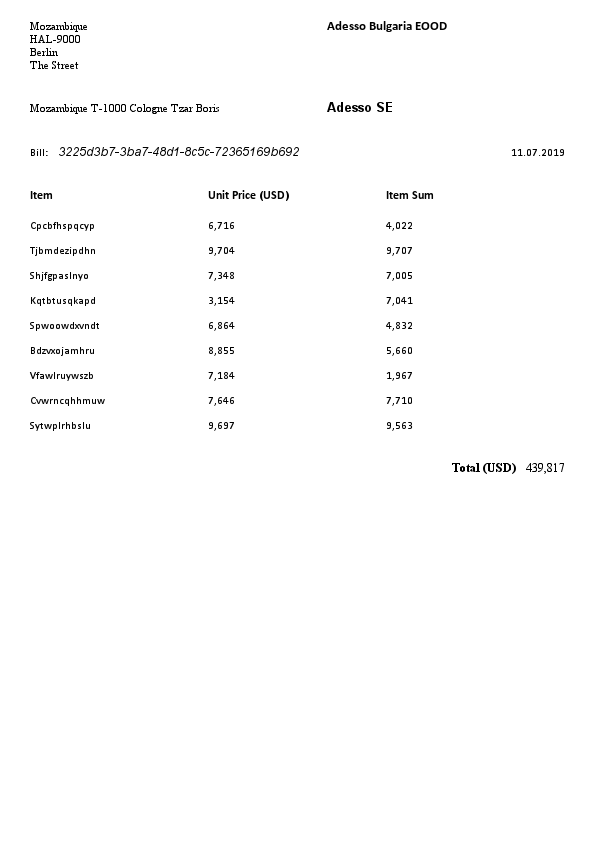 Mozambique
HAL-9000
Berlin
The Street
Adesso Bulgaria EOOD
Mozambique T-1000 Cologne Tzar Boris
Adesso SE
Bill: 3225d3b7-3ba7-48d1-8c5c-72365169b692 11.07.2019
Item Unit Price (USD) Item Sum
Cpcbfhspqcyp 6,716 4,022
Tjbmdezipdhn 9,704 9,707
Shjfgpaslnyo 7,348 7,005
Kqtbtusqkapd 3,154 7,041
Spwoowdxvndt 6,864 4,832
Bdzvxojamhru 8,855 5,660
Vfawlruywszb 7,184 1,967
Cvwrncqhhmuw 7,646 7,710
Sytwplrhbslu 9,697 9,563
Total (USD) 439,817